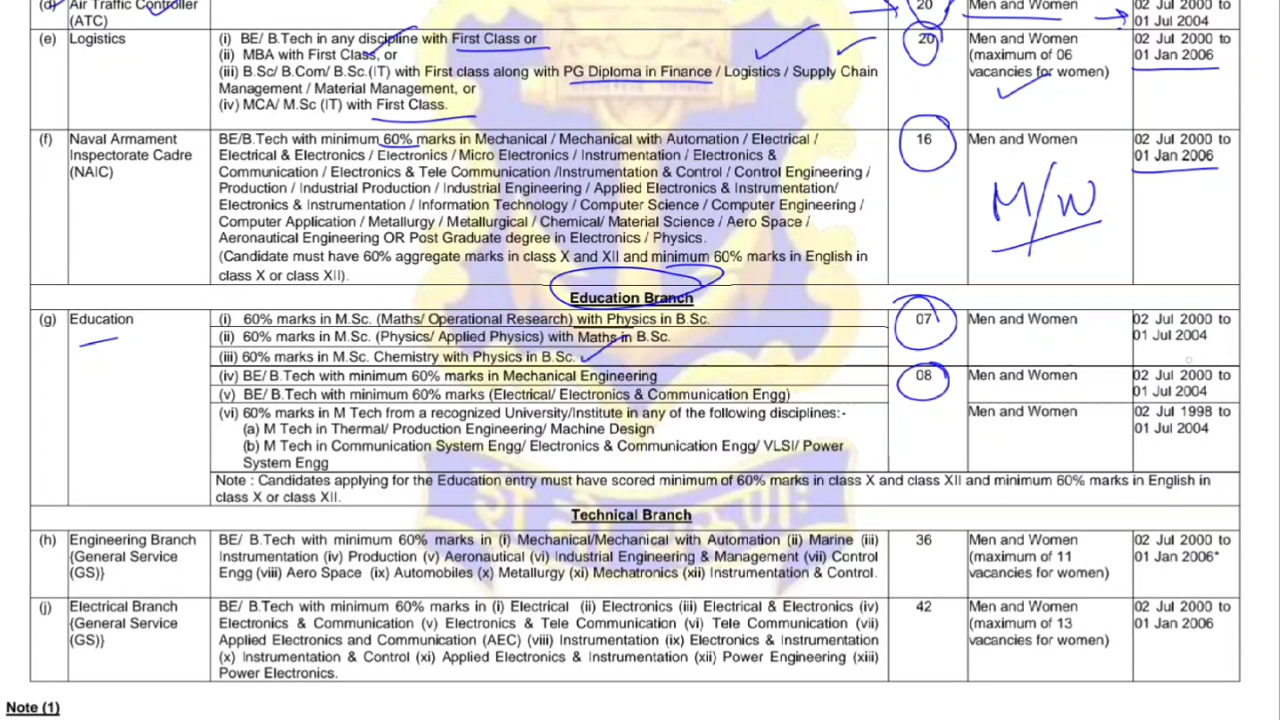 (d) Air Traffic Controller 20 Men and Women 02 Jul 2000 to
(ATC) 01 Jul 2004
(e) Logistics (i) BE/ B.Tech in any discipline with First Class or 20 Men and Women 02 Jul 2000 to
(ii) MBA with First Class, or (maximum of 06 01 Jan 2006
(iii) B.Sc/ B.Com/ B.Sc.(IT) with First class along with PG Diploma in Finance / Logistics / Supply Chain vacancies for women)
Management / Material Management, or
(iv) MCA/ M.Sc (IT) with First Class.
(f) Naval Armament BE/B.Tech with minimum 60% marks in Mechanical / Mechanical with Automation / Electrical / 16 Men and Women 02 Jul 2000 to
Inspectorate Cadre Electrical & Electronics / Electronics / Micro Electronics / Instrumentation / Electronics & 01 Jan 2006
(NAIC) Communication / Electronics & Tele Communication /Instrumentation & Control / Control Engineering /
Production / Industrial Production / Industrial Engineering / Applied Electronics & Instrumentation/
Electronics & Instrumentation / Information Technology / Computer Science / Computer Engineering / M/W
Computer Application / Metallurgy / Metallurgical / Chemical/ Material Science / Aero Space /
Aeronautical Engineering OR Post Graduate degree in Electronics / Physics.
(Candidate must have 60% aggregate marks in class X and XII and minimum 60% marks in English in
class X or class XII).
Education Branch
(g) Education (i) 60% marks in M.Sc. (Maths/ Operational Research) with Physics in B.Sc. 07 Men and Women 02 Jul 2000 to
(ii) 60% marks in M.Sc. (Physics/ Applied Physics) with Maths in B.Sc. 01 Jul 2004
(iii) 60% marks in M.Sc. Chemistry with Physics in B.Sc.
(iv) BE/ B.Tech with minimum 60% marks in Mechanical Engineering 08 Men and Women 02 Jul 2000 to
(v) BE/ B.Tech with minimum 60% marks (Electrical/ Electronics & Communication Engg) 01 Jul 2004
(vi) 60% marks in M Tech from a recognized University/Institute in any of the following disciplines:- Men and Women 02 Jul 1998 to
(a) M Tech in Thermal/ Production Engineering/ Machine Design 01 Jul 2004
(b) M Tech in Communication System Engg/ Electronics & Communication Engg/ VLSI/ Power
System Engg
Note : Candidates applying for the Education entry must have scored minimum of 60% marks in class X and class XII and minimum 60% marks in English in
class X or class XII.
Technical Branch
(h) Engineering Branch BE/ B.Tech with minimum 60% marks in (i) Mechanical/Mechanical with Automation (ii) Marine (iii) 36 Men and Women 02 Jul 2000 to
{General Service Instrumentation (iv) Production (v) Aeronautical (vi) Industrial Engineering & Management (vii) Control (maximum of 11 01 Jan 2006*
(GS)} Engg (viii) Aero Space (ix) Automobiles (x) Metallurgy (xi) Mechatronics (xii) Instrumentation & Control. vacancies for women)
(j) Electrical Branch BE/ B.Tech with minimum 60% marks in (i) Electrical (ii) Electronics (iii) Electrical & Electronics (iv) 42 Men and Women 02 Jul 2000 to
{General Service Electronics & Communication (v) Electronics & Tele Communication (vi) Tele Communication (vii) (maximum of 13 01 Jan 2006
(GS)} Applied Electronics and Communication (AEC) (viii) Instrumentation (ix) Electronics & Instrumentation vacancies for women)
(x) Instrumentation & Control (xi) Applied Electronics & Instrumentation (xii) Power Engineering (xiii)
Power Electronics.
Note (1)